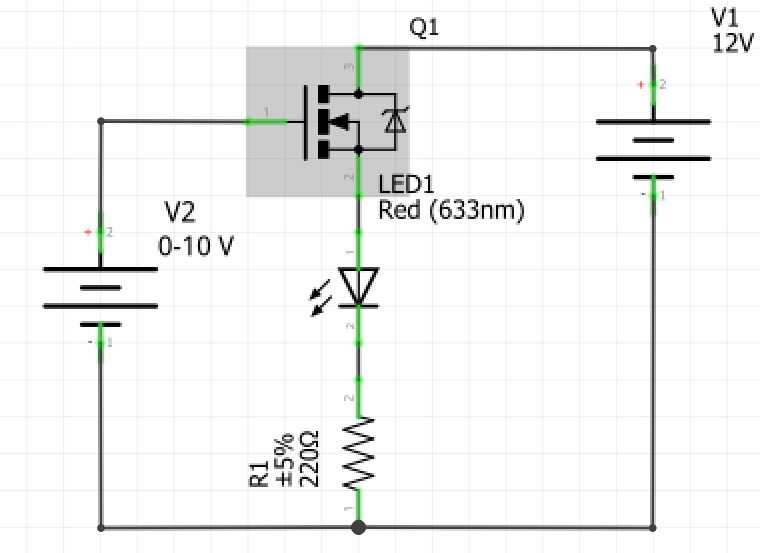 Q1
V1
12V
3
+
2
1
2
-
1
LED1
Red (633nm)
V2
0-10 V
+
2
1
-
1
2
2
R1
±5%
220Ω
1